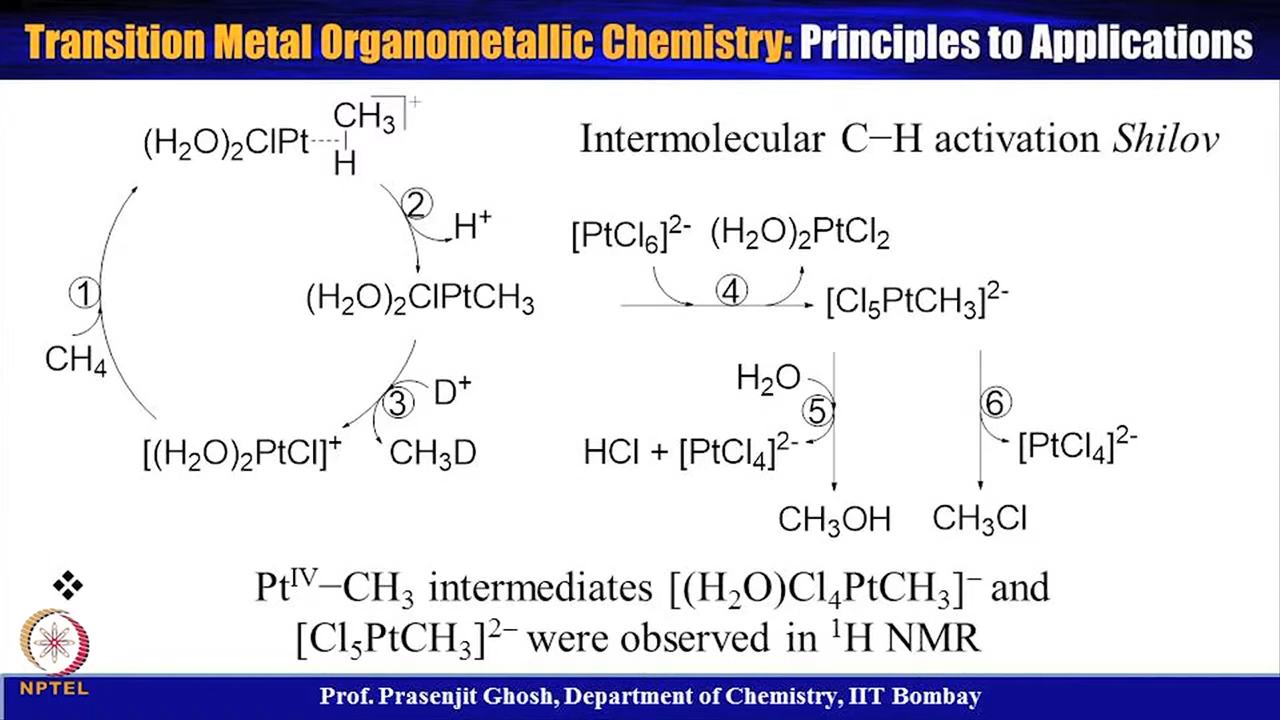 Transition Metal Organometallic Chemistry: Principles to Applications
Intermolecular C−H activation Shilov
(H₂O)₂ClPt----CH₃ ⁺
H
②
H⁺
(H₂O)₂ClPtCH₃
①
CH₄
③
D⁺
CH₃D
[(H₂O)₂PtCl]⁺
[PtCl₆]²⁻ (H₂O)₂PtCl₂
④
[Cl₅PtCH₃]²⁻
H₂O
⑤
HCl + [PtCl₄]²⁻
CH₃OH
⑥
[PtCl₄]²⁻
CH₃Cl
❖ Ptᴵⱽ−CH₃ intermediates [(H₂O)Cl₄PtCH₃]⁻ and
[Cl₅PtCH₃]²⁻ were observed in ¹H NMR
NPTEL
Prof. Prasenjit Ghosh, Department of Chemistry, IIT Bombay